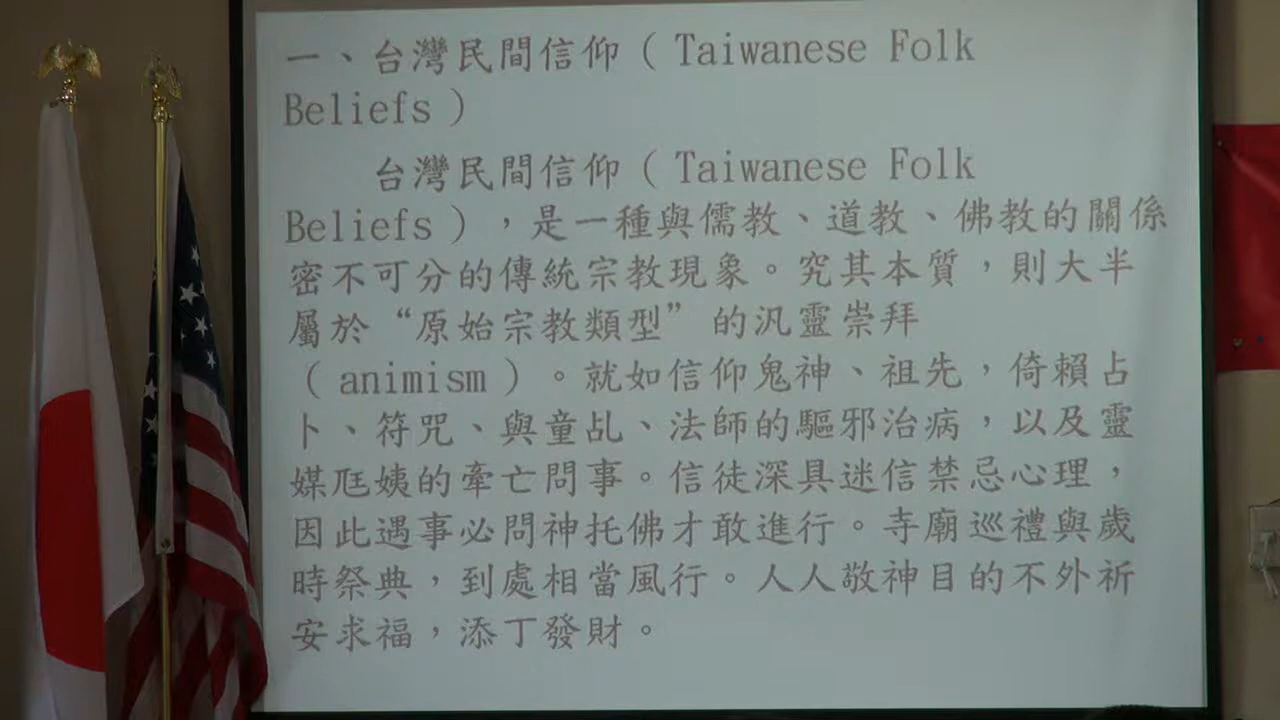 一、台灣民間信仰(Taiwanese Folk
Beliefs)
台灣民間信仰(Taiwanese Folk
Beliefs),是一種與儒教、道教、佛教的關係
密不可分的傳統宗教現象。究其本質,則大半
屬於“原始宗教類型”的汎靈崇拜
(animism)。就如信仰鬼神、祖先,倚賴占
卜、符咒、與童乩、法師的驅邪治病,以及靈
媒尪姨的牽亡問事。信徒深具迷信禁忌心理,
因此遇事必問神托佛才敢進行。寺廟巡禮與歲
時祭典,到處相當風行。人人敬神目的不外祈
安求福,添丁發財。